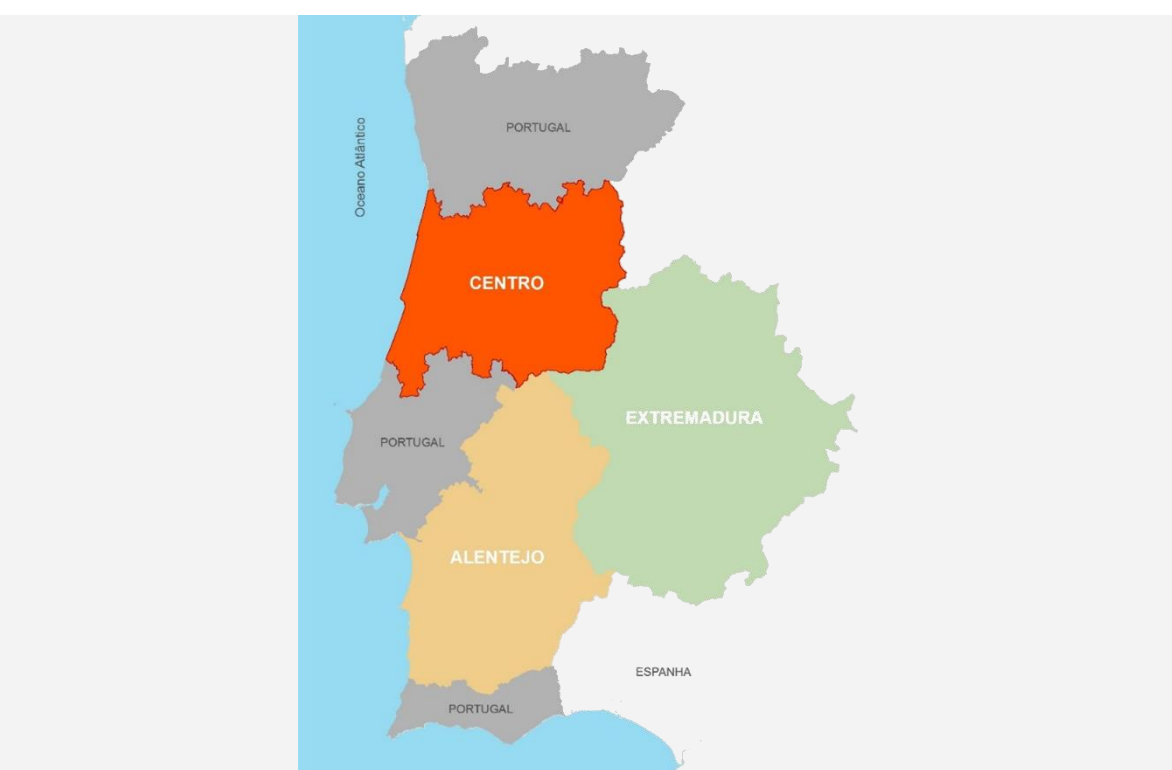 PORTUGAL
Oceano Atlântico
CENTRO
EXTREMADURA
PORTUGAL
ALENTEJO
ESPANHA
PORTUGAL